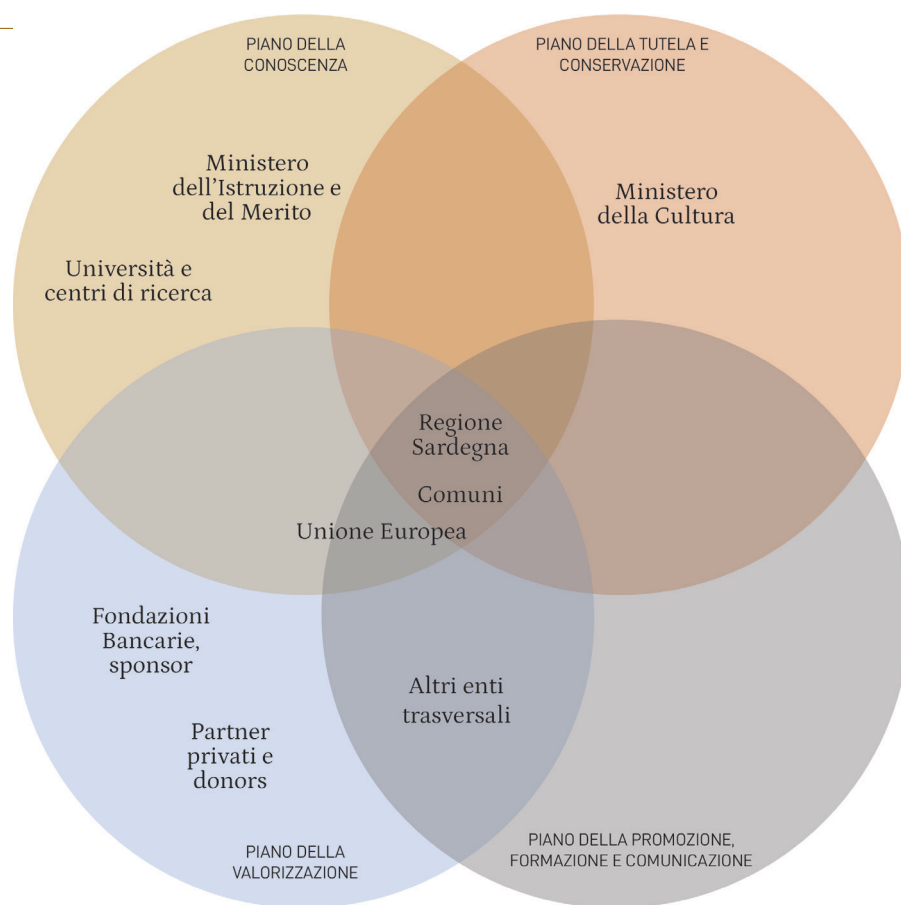 PIANO DELLA
CONOSCENZA
PIANO DELLA TUTELA E
CONSERVAZIONE
Ministero
dell’Istruzione e
del Merito
Ministero
della Cultura
Università e
centri di ricerca
Regione
Sardegna
Comuni
Unione Europea
Fondazioni
Bancarie,
sponsor
Altri enti
trasversali
Partner
privati e
donors
PIANO DELLA
VALORIZZAZIONE
PIANO DELLA PROMOZIONE,
FORMAZIONE E COMUNICAZIONE